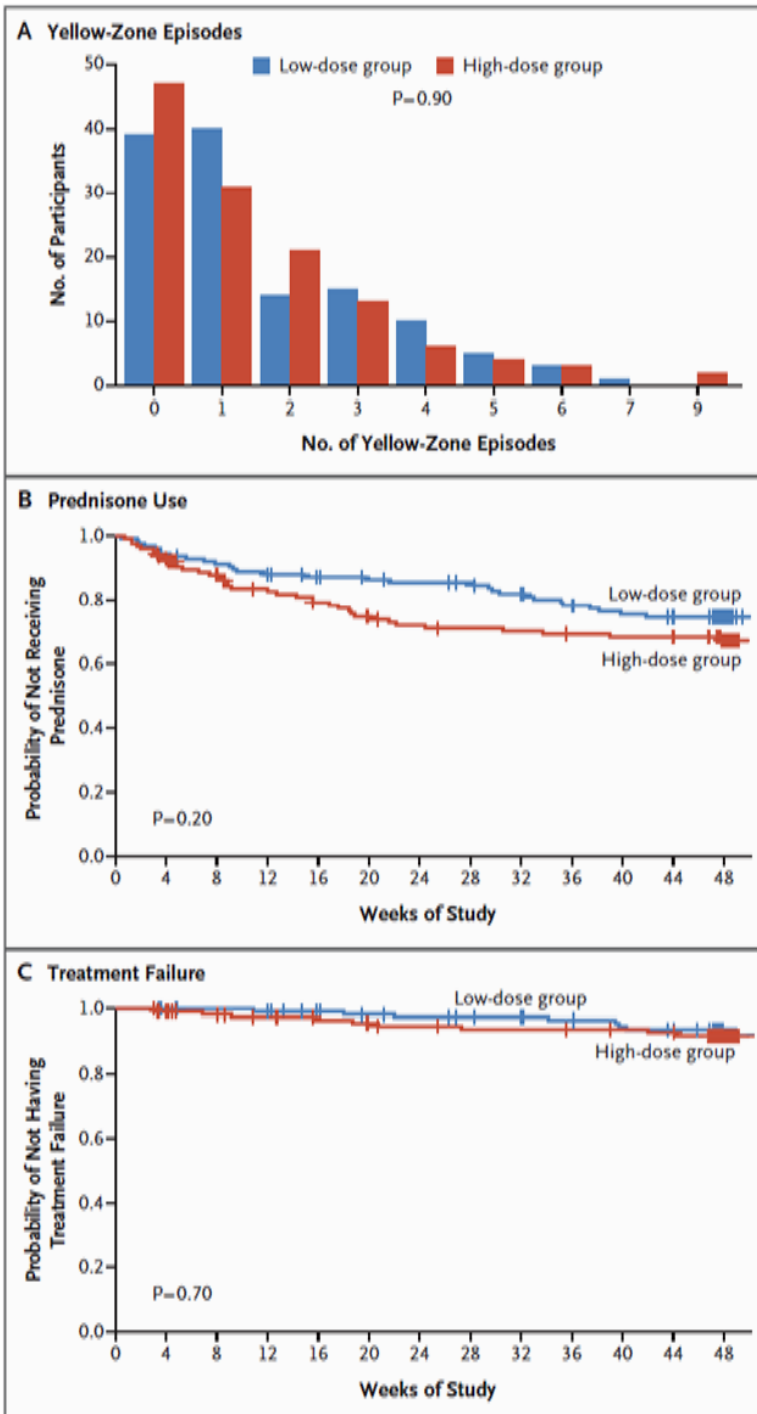 A Yellow-Zone Episodes
Low-dose group High-dose group
P=0.90
No. of Participants
50
40
30
20
10
0
0 1 2 3 4 5 6 7 9
No. of Yellow-Zone Episodes
B Prednisone Use
Probability of Not Receiving
Prednisone
1.0
0.8
0.6
0.4
0.2
0.0
Low-dose group
High-dose group
P=0.20
0 4 8 12 16 20 24 28 32 36 40 44 48
Weeks of Study
C Treatment Failure
Probability of Not Having
Treatment Failure
1.0
0.8
0.6
0.4
0.2
0.0
Low-dose group
High-dose group
P=0.70
0 4 8 12 16 20 24 28 32 36 40 44 48
Weeks of Study